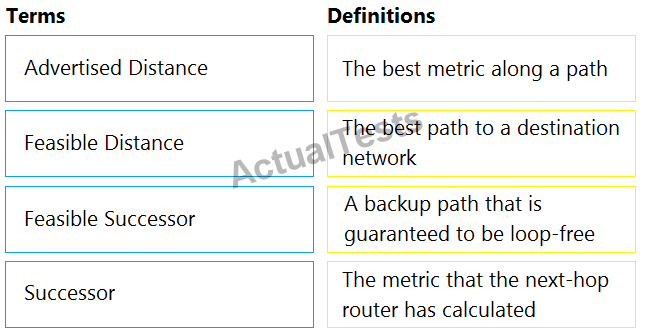 Terms
Definitions
Advertised Distance
The best metric along a path
Feasible Distance
The best path to a destination
network
Feasible Successor
A backup path that is
guaranteed to be loop-free
Successor
The metric that the next-hop
router has calculated
ActualTests